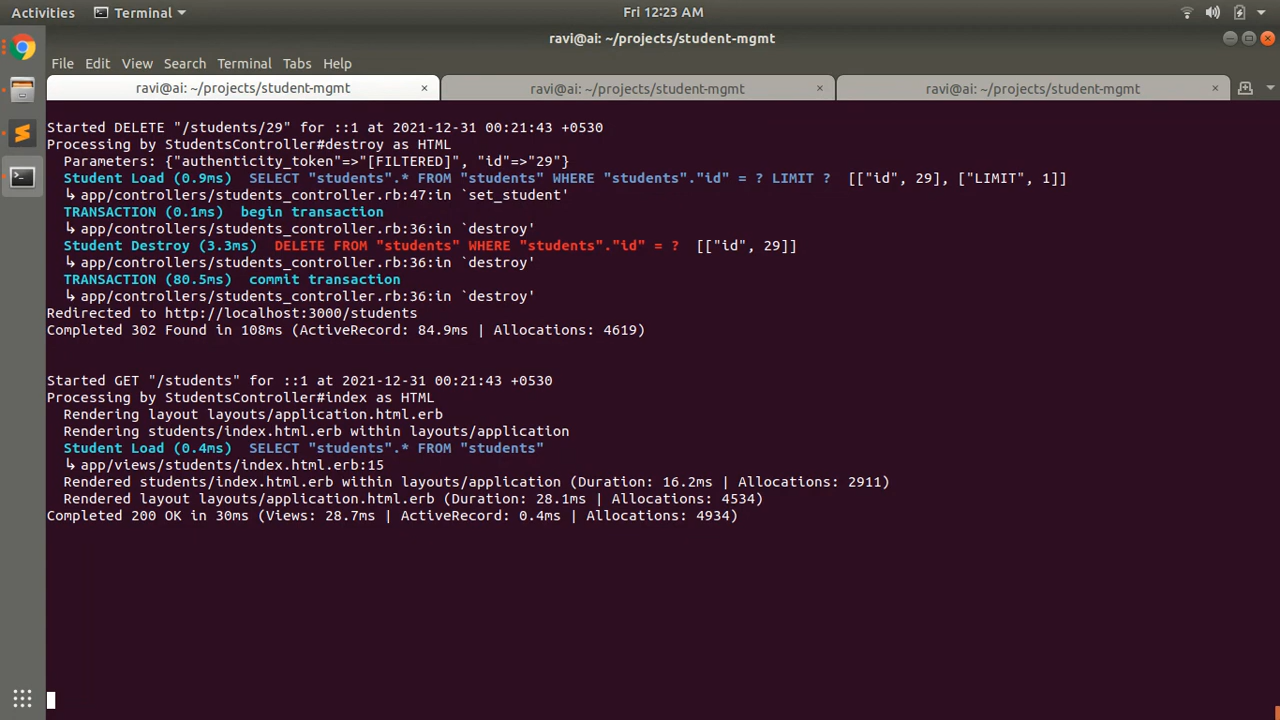 Activities Terminal Fri 12:23 AM
ravi@ai: ~/projects/student-mgmt
File Edit View Search Terminal Tabs Help
ravi@ai: ~/projects/student-mgmt × ravi@ai: ~/projects/student-mgmt × ravi@ai: ~/projects/student-mgmt ×
Started DELETE "/students/29" for ::1 at 2021-12-31 00:21:43 +0530
Processing by StudentsController#destroy as HTML
  Parameters: {"authenticity_token"=>"[FILTERED]", "id"=>"29"}
  Student Load (0.9ms)  SELECT "students".* FROM "students" WHERE "students"."id" = ? LIMIT ?  [["id", 29], ["LIMIT", 1]]
  ↳ app/controllers/students_controller.rb:47:in `set_student'
  TRANSACTION (0.1ms)  begin transaction
  ↳ app/controllers/students_controller.rb:36:in `destroy'
  Student Destroy (3.3ms)  DELETE FROM "students" WHERE "students"."id" = ?  [["id", 29]]
  ↳ app/controllers/students_controller.rb:36:in `destroy'
  TRANSACTION (80.5ms)  commit transaction
  ↳ app/controllers/students_controller.rb:36:in `destroy'
Redirected to http://localhost:3000/students
Completed 302 Found in 108ms (ActiveRecord: 84.9ms | Allocations: 4619)
Started GET "/students" for ::1 at 2021-12-31 00:21:43 +0530
Processing by StudentsController#index as HTML
  Rendering layout layouts/application.html.erb
  Rendering students/index.html.erb within layouts/application
  Student Load (0.4ms)  SELECT "students".* FROM "students"
  ↳ app/views/students/index.html.erb:15
  Rendered students/index.html.erb within layouts/application (Duration: 16.2ms | Allocations: 2911)
  Rendered layout layouts/application.html.erb (Duration: 28.1ms | Allocations: 4534)
Completed 200 OK in 30ms (Views: 28.7ms | ActiveRecord: 0.4ms | Allocations: 4934)